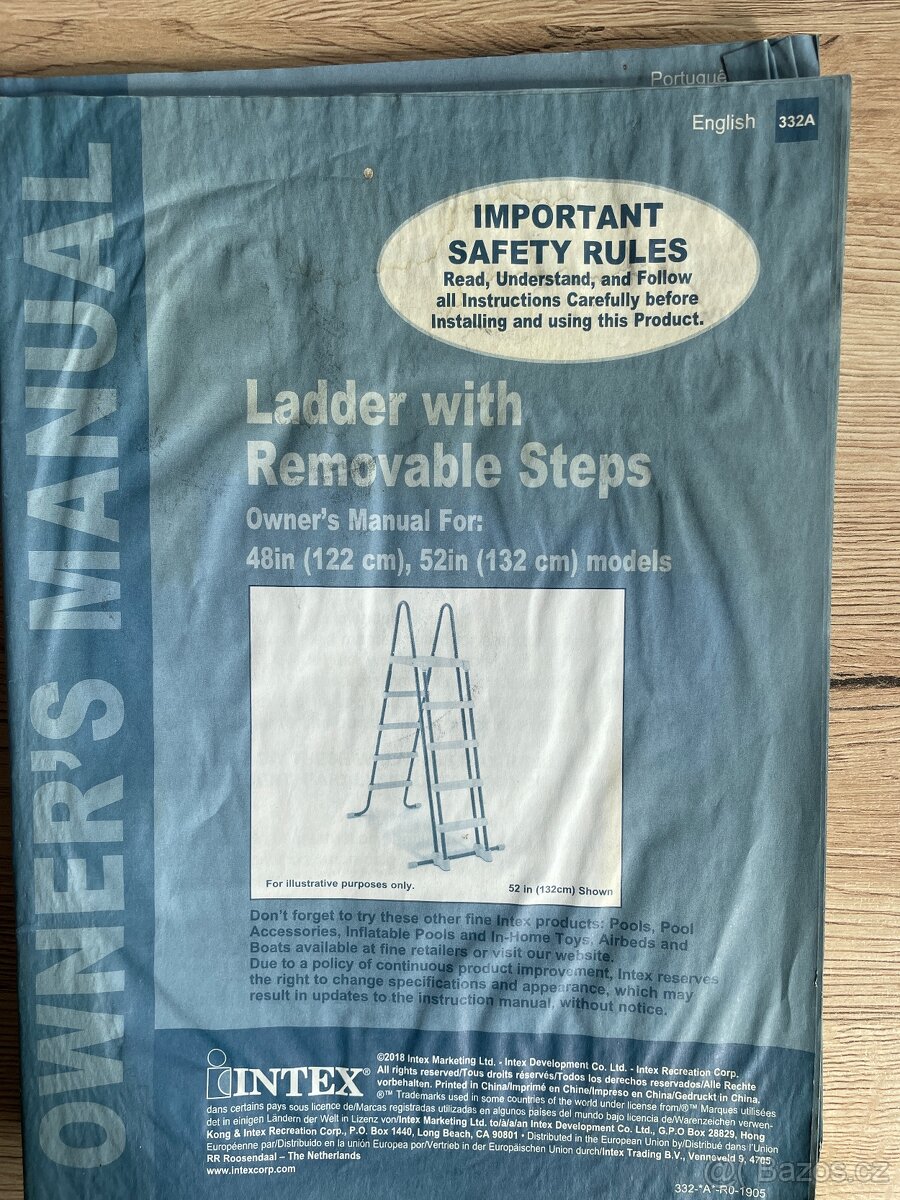 Portuguê
English 332A
OWNER'S MANUAL
IMPORTANT
SAFETY RULES
Read, Understand, and Follow
all Instructions Carefully before
Installing and using this Product.
Ladder with
Removable Steps
Owner's Manual For:
48in (122 cm), 52in (132 cm) models
For illustrative purposes only.
52 in (132cm) Shown
Don't forget to try these other fine Intex products: Pools, Pool
Accessories, Inflatable Pools and In-Home Toys, Airbeds and
Boats available at fine retailers or visit our website.
Due to a policy of continuous product improvement, Intex reserves
the right to change specifications and appearance, which may
result in updates to the instruction manual, without notice.
INTEX®
©2018 Intex Marketing Ltd. - Intex Development Co. Ltd. - Intex Recreation Corp.
All rights reserved/Tous droits réservés/Todos los derechos reservados/Alle Rechte
vorbehalten. Printed in China/Imprimé en Chine/Impreso en China/Gedruckt in China.
®™ Trademarks used in some countries of the world under license from/®™ Marques utilisées
dans certains pays sous licence de/Marcas registradas utilizadas en algunos países del mundo bajo licencia de/Warenzeichen verwen-
det in einigen Ländern der Welt in Lizenz von/Intex Marketing Ltd. to/à/a/an Intex Development Co. Ltd., G.P.O Box 28829, Hong
Kong & Intex Recreation Corp., P.O. Box 1440, Long Beach, CA 90801 • Distributed in the European Union by/Distribué dans l'Union
Européenne par/Distribuido en la unión Europea por/Vertrieb in der Europäischen Union durch/Intex Trading B.V., Venneveld 9, 4705
RR Roosendaal – The Netherlands
www.intexcorp.com
332-*A*-R0-1905
@ Bazos.cz